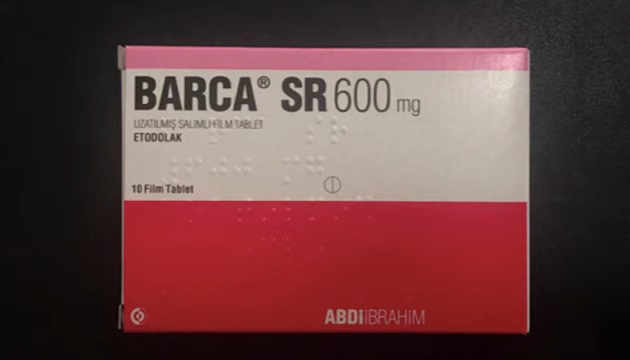 BARCA® SR 600 mg
UZATILMIŞ SALIMLI FİLM TABLET
ETODOLAK
10 Film Tablet
ABDİ İBRAHİM